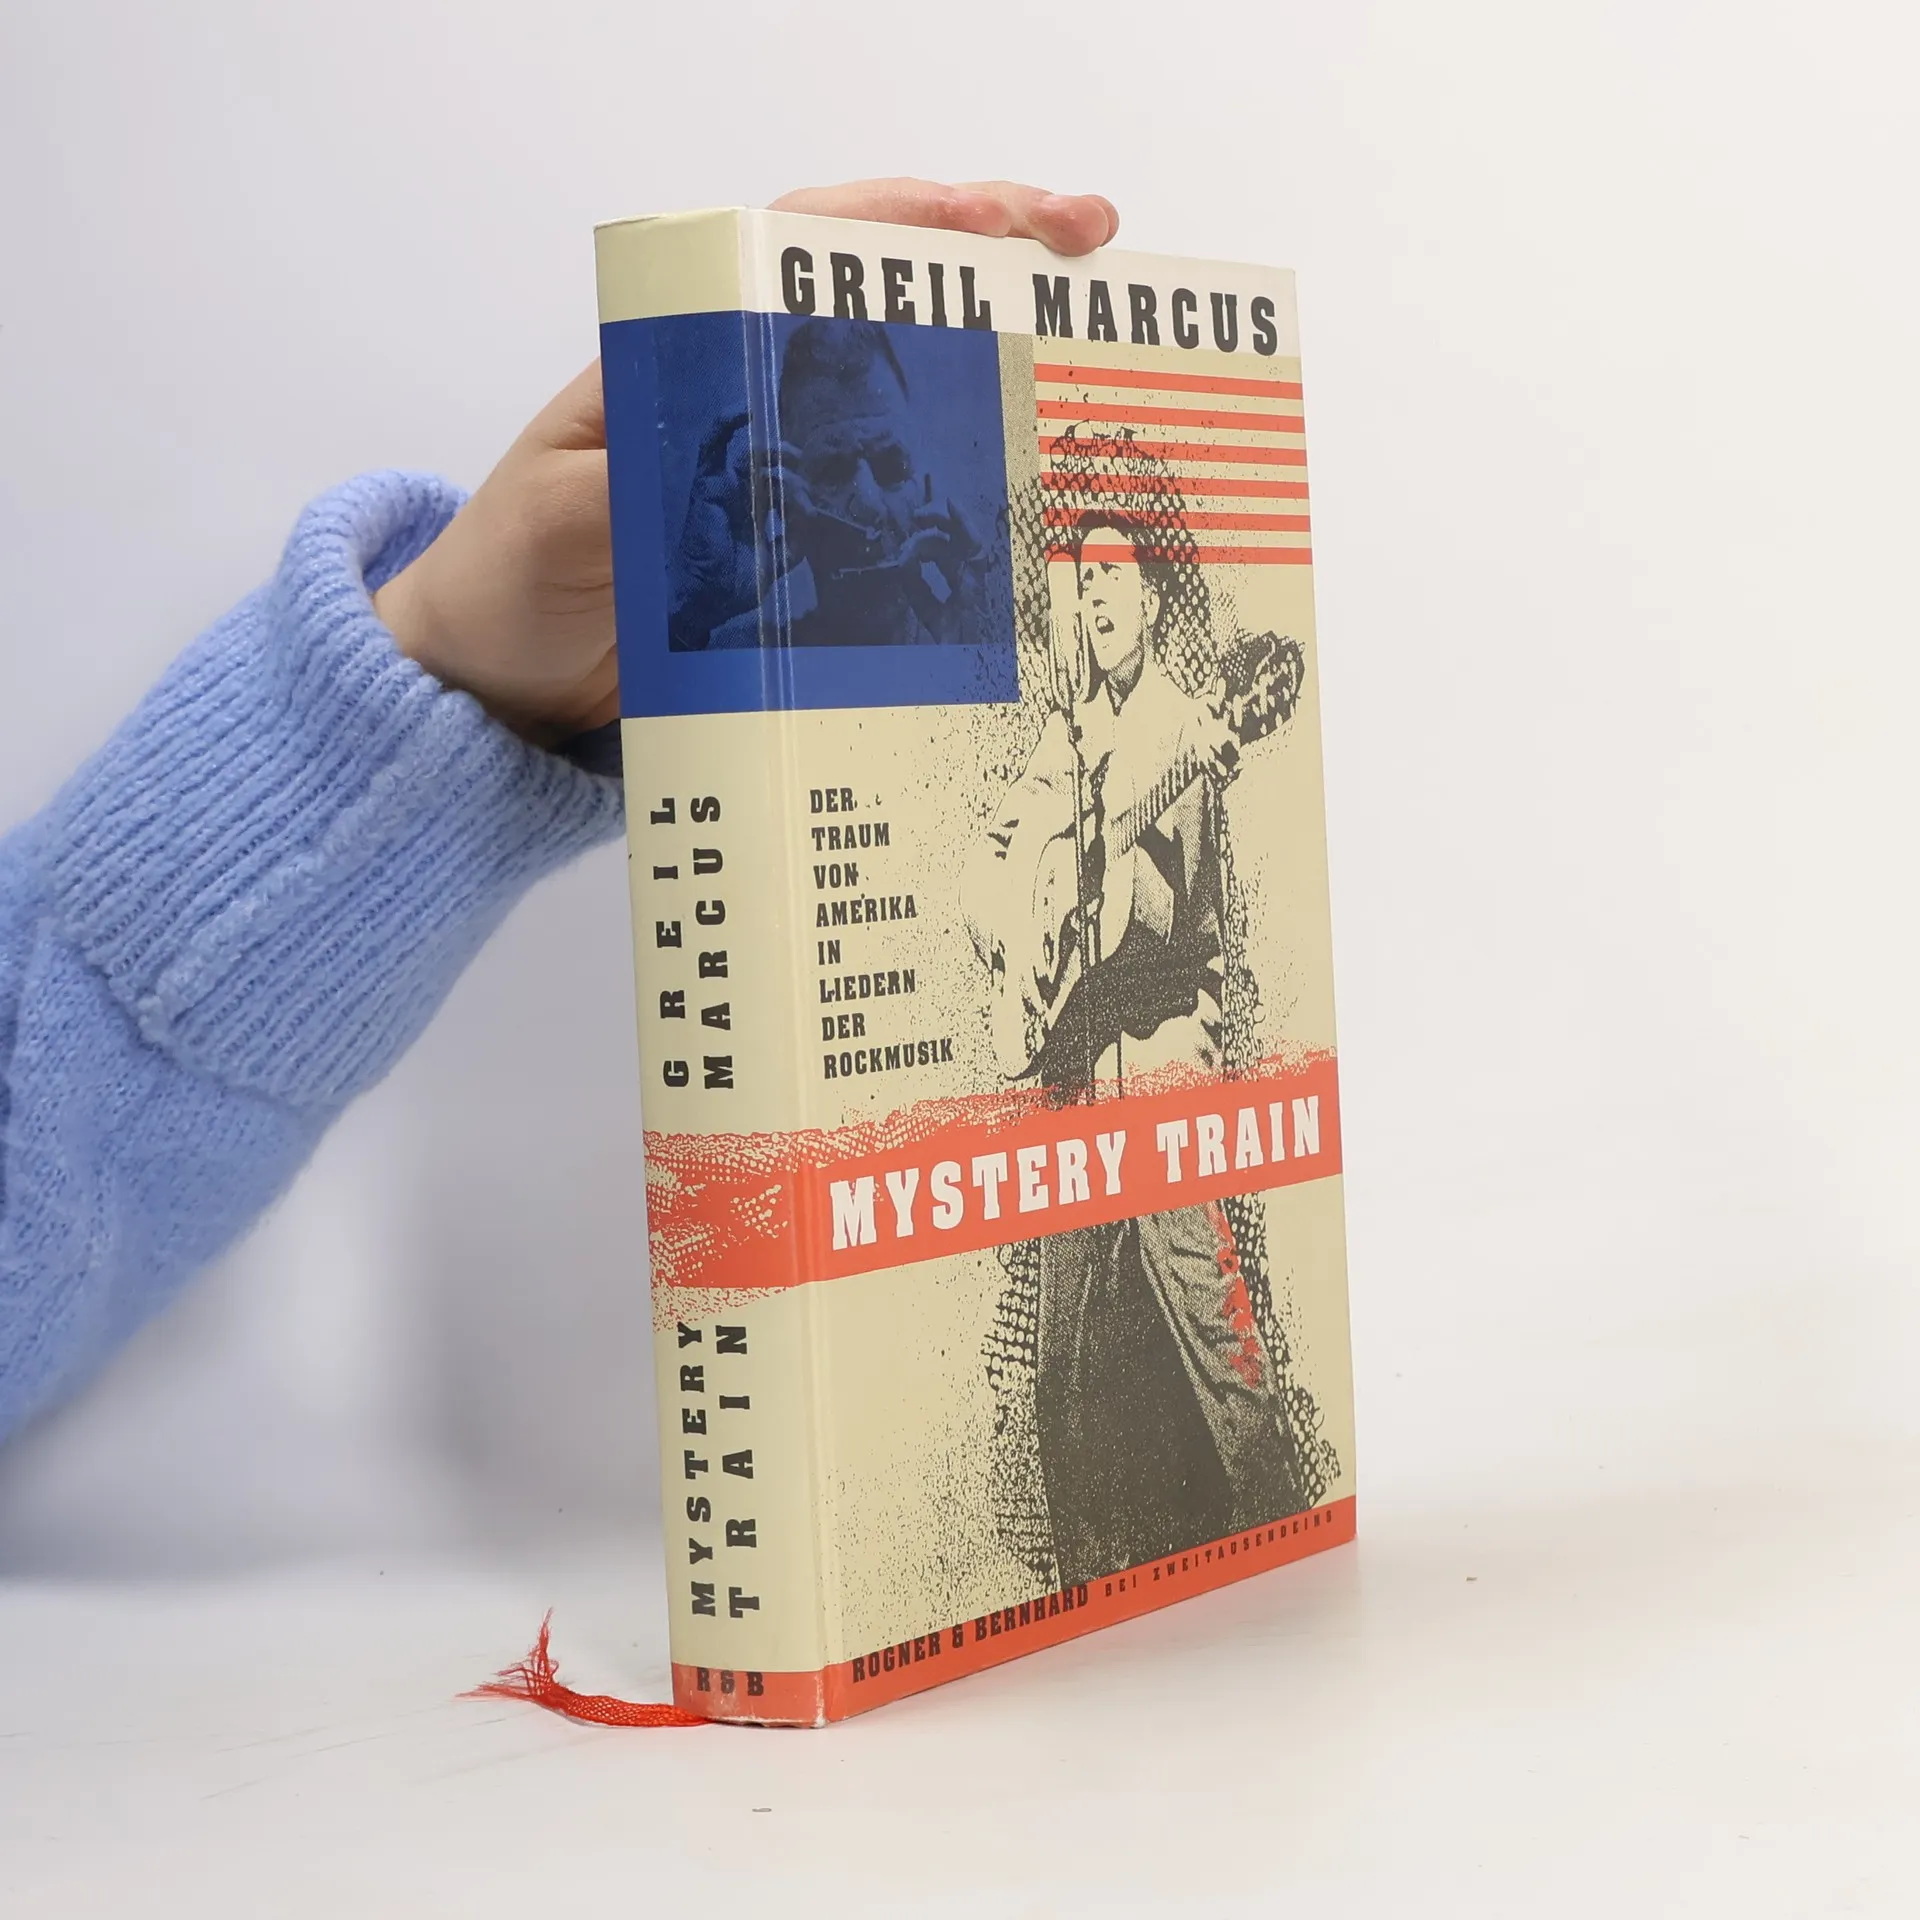 GREIL MARCUS
DER
TRAUM
VON
AMERIKA
IN
LIEDERN
DER
ROCKMUSIK
MYSTERY TRAIN
ROGNER & BERNHARD BEI ZWEITAUSENDEINS
GREIL
MARCUS
MYSTERY
TRAIN
R&B